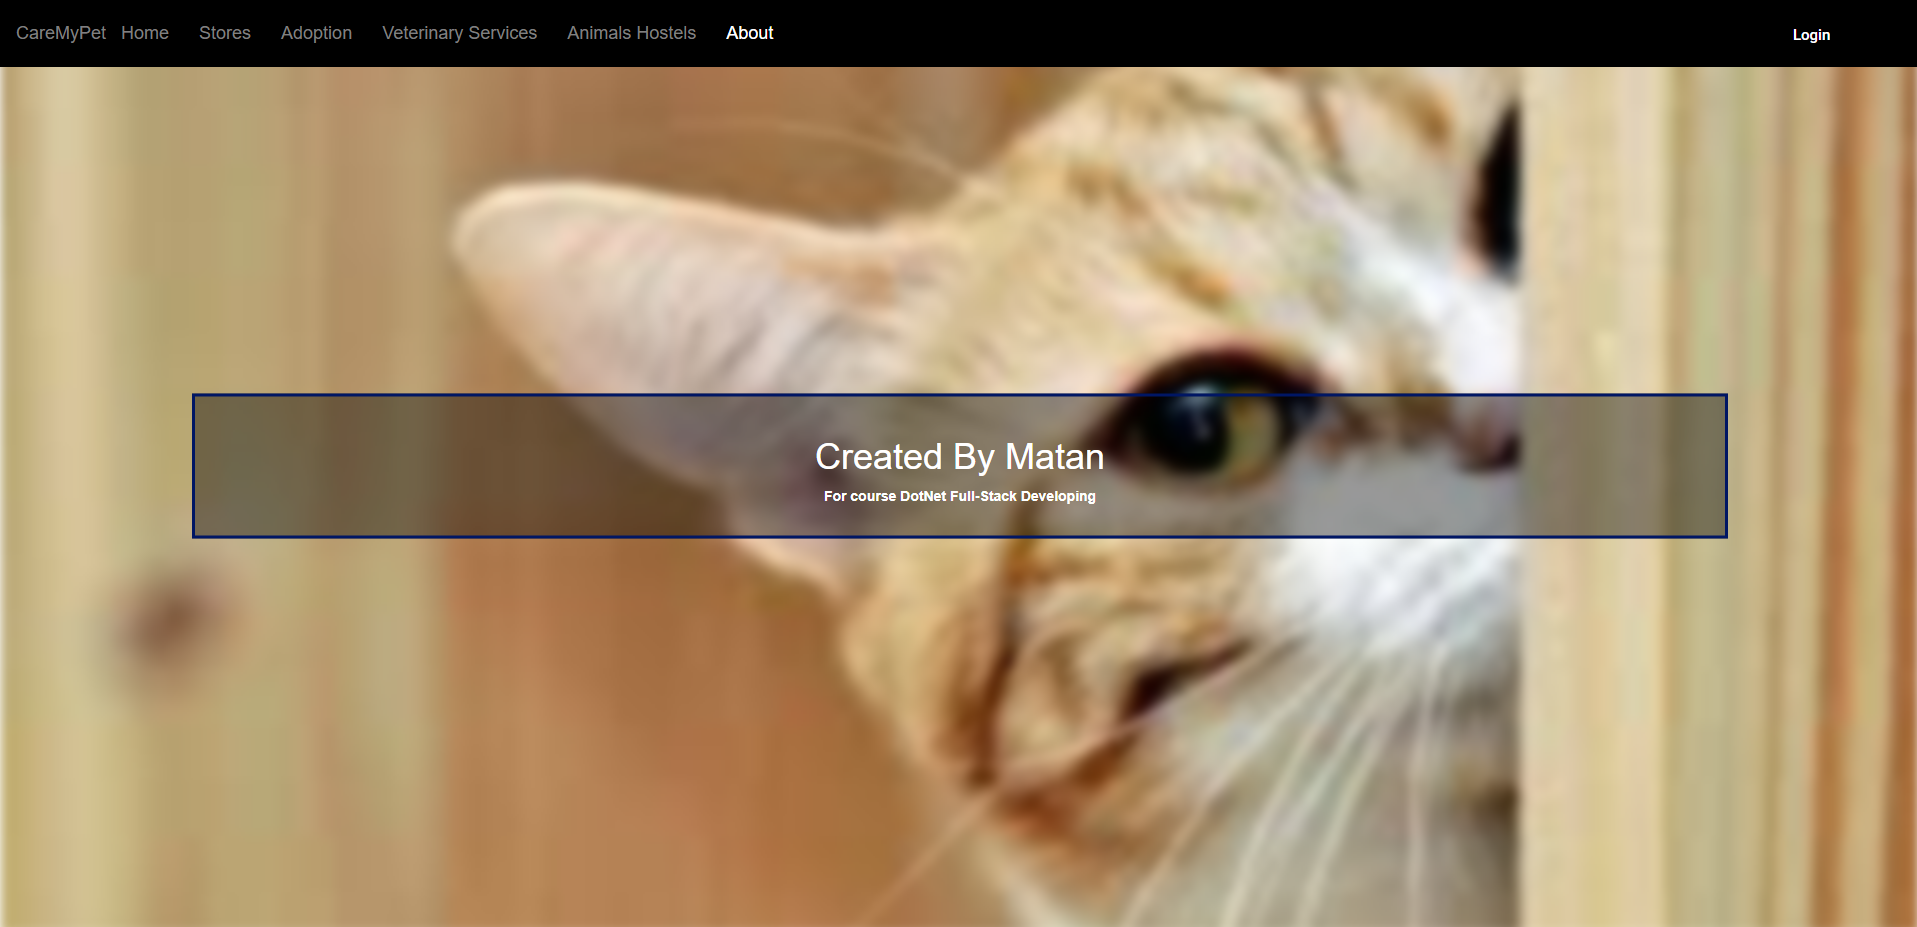 CareMyPet Home Stores Adoption Veterinary Services Animals Hostels About Login
Created By Matan
For course DotNet Full-Stack Developing